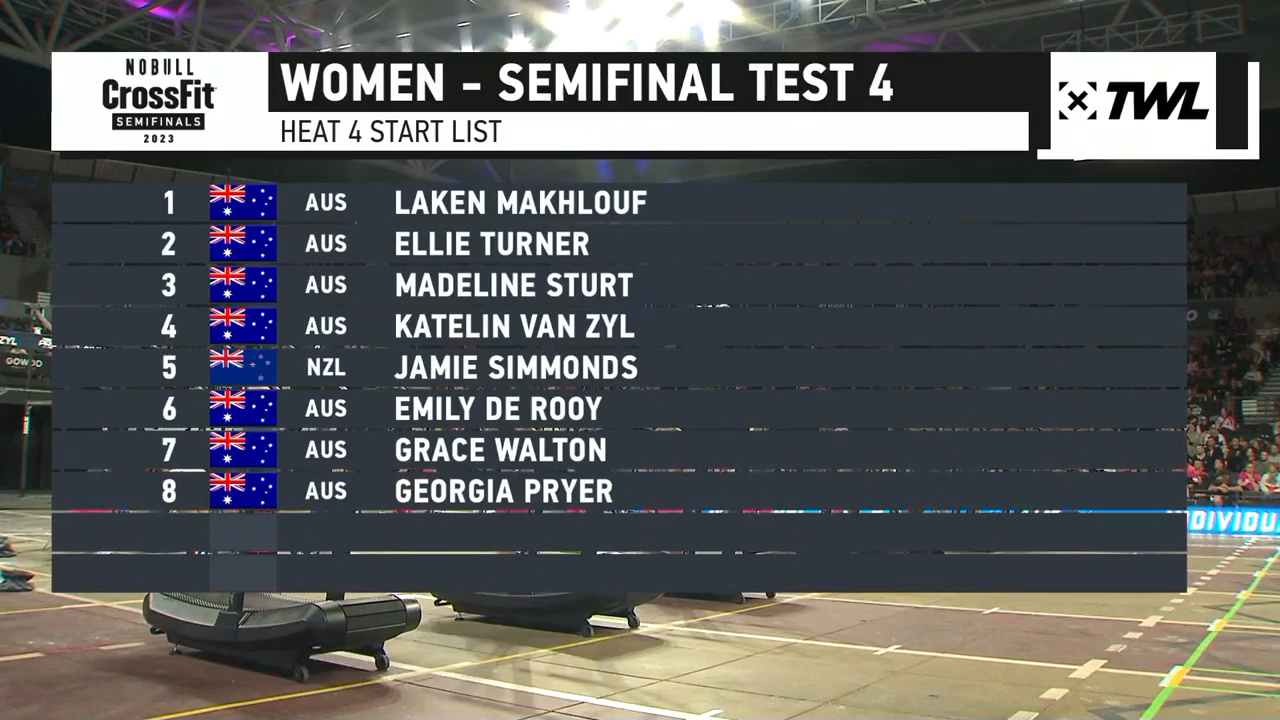 NOBULL
CrossFit
SEMIFINALS
2023
WOMEN - SEMIFINAL TEST 4
HEAT 4 START LIST
TWL
1 AUS LAKEN MAKHLOUF
2 AUS ELLIE TURNER
3 AUS MADELINE STURT
4 AUS KATELIN VAN ZYL
5 NZL JAMIE SIMMONDS
6 AUS EMILY DE ROOY
7 AUS GRACE WALTON
8 AUS GEORGIA PRYER
ZYL
GOWOD